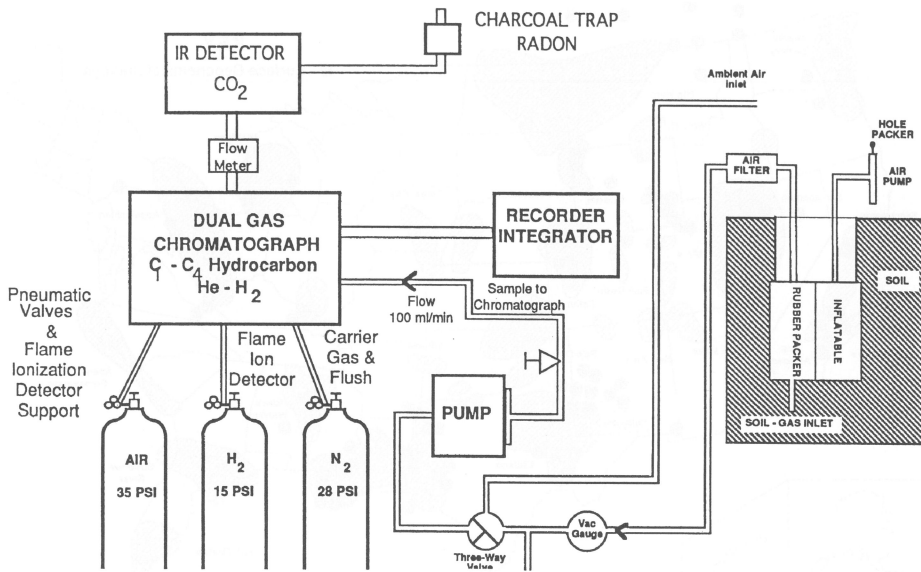 CHARCOAL TRAP
RADON
IR DETECTOR
CO2
Flow
Meter
Ambient Air
Inlet
HOLE
PACKER
AIR
PUMP
AIR
FILTER
DUAL GAS
CHROMATOGRAPH
C1 - C4 Hydrocarbon
He - H2
RECORDER
INTEGRATOR
Sample to
Chromatograph
Flow
100 ml/min
SOIL
RUBBER PACKER
INFLATABLE
SOIL - GAS INLET
Pneumatic
Valves
&
Flame
Ionization
Detector
Support
Flame
Ion
Detector
Carrier
Gas &
Flush
PUMP
AIR
35 PSI
H2
15 PSI
N2
28 PSI
Vac
Gauge
Three-Way
Valve